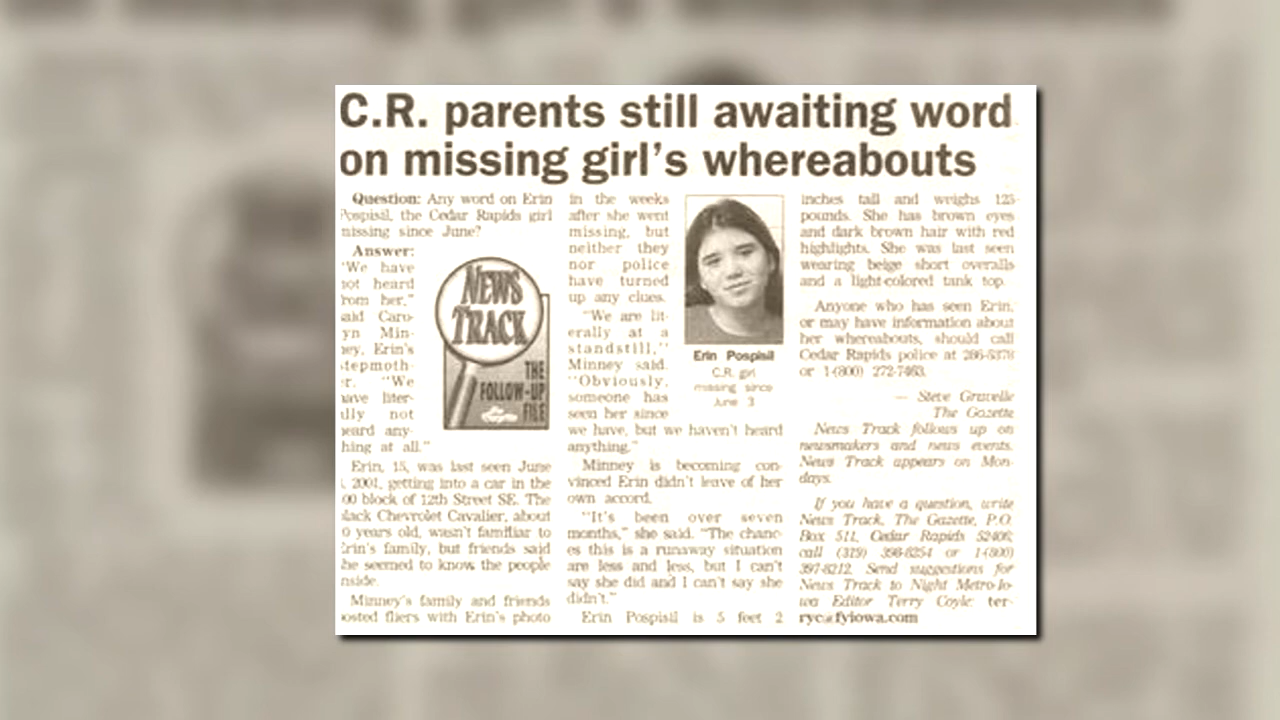 C.R. parents still awaiting word
on missing girl's whereabouts
Question: Any word on Erin
Pospisil, the Cedar Rapids girl
missing since June?
Answer:
"We have
not heard
from her,"
said Caro-
yn Min-
ney, Erin's
stepmoth-
er. "We
have liter-
ally not
heard any-
thing at all."
Erin, 15, was last seen June
2001, getting into a car in the
00 block of 12th Street SE. The
black Chevrolet Cavalier, about
0 years old, wasn't familiar to
Erin's family, but friends said
she seemed to know the people
inside.
Minney's family and friends
posted fliers with Erin's photo
NEWS
TRACK
THE
FOLLOW-UP
FILE
in the weeks
after she went
missing, but
neither they
nor police
have turned
up any clues.
"We are lit-
erally at a
standstill,"
Minney said.
"Obviously,
someone has
seen her since
we have, but we haven't heard
anything."
Minney is becoming con-
vinced Erin didn't leave of her
own accord.
"It's been over seven
months," she said. "The chanc-
es this is a runaway situation
are less and less, but I can't
say she did and I can't say she
didn't."
Erin Pospisil is 5 feet 2
Erin Pospisil
C.R. girl
missing since
June 3
inches tall and weighs 125
pounds. She has brown eyes
and dark brown hair with red
highlights. She was last seen
wearing beige short overalls
and a light-colored tank top.
Anyone who has seen Erin,
or may have information about
her whereabouts, should call
Cedar Rapids police at 286-5378
or 1-(800) 272-7463.
— Steve Gravelle
The Gazette
News Track follows up on
newsmakers and news events.
News Track appears on Mon-
days.
If you have a question, write
News Track, The Gazette, P.O.
Box 511, Cedar Rapids 52406;
call (319) 398-8254 or 1-(800)
397-8212. Send suggestions for
News Track to Night Metro-Io-
wa Editor Terry Coyle: ter-
ryc@fyiowa.com